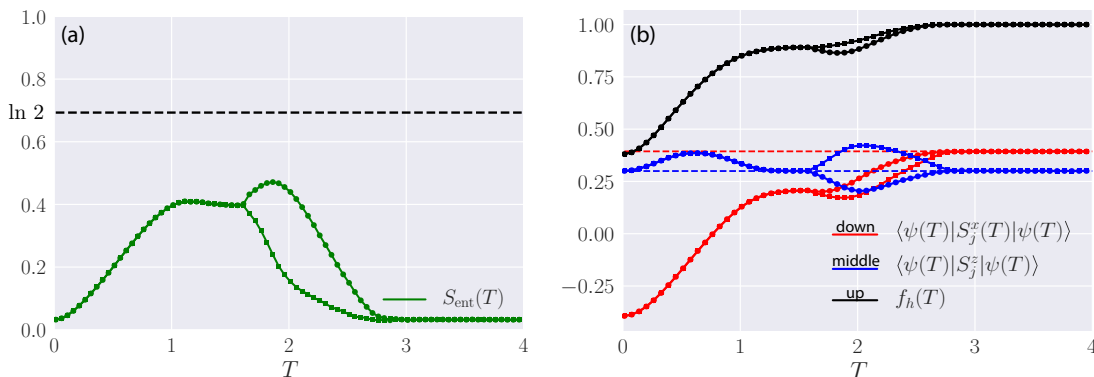 (a)
1.0
0.8
ln 2
0.6
0.4
0.2
0.0
S_ent(T)
0 1 2 3 4
T
(b)
1.00
0.75
0.50
0.25
0.00
−0.25
down ⟨ψ(T)|S_j^x(T)|ψ(T)⟩
middle ⟨ψ(T)|S_j^z|ψ(T)⟩
up f_h(T)
0 1 2 3 4
T